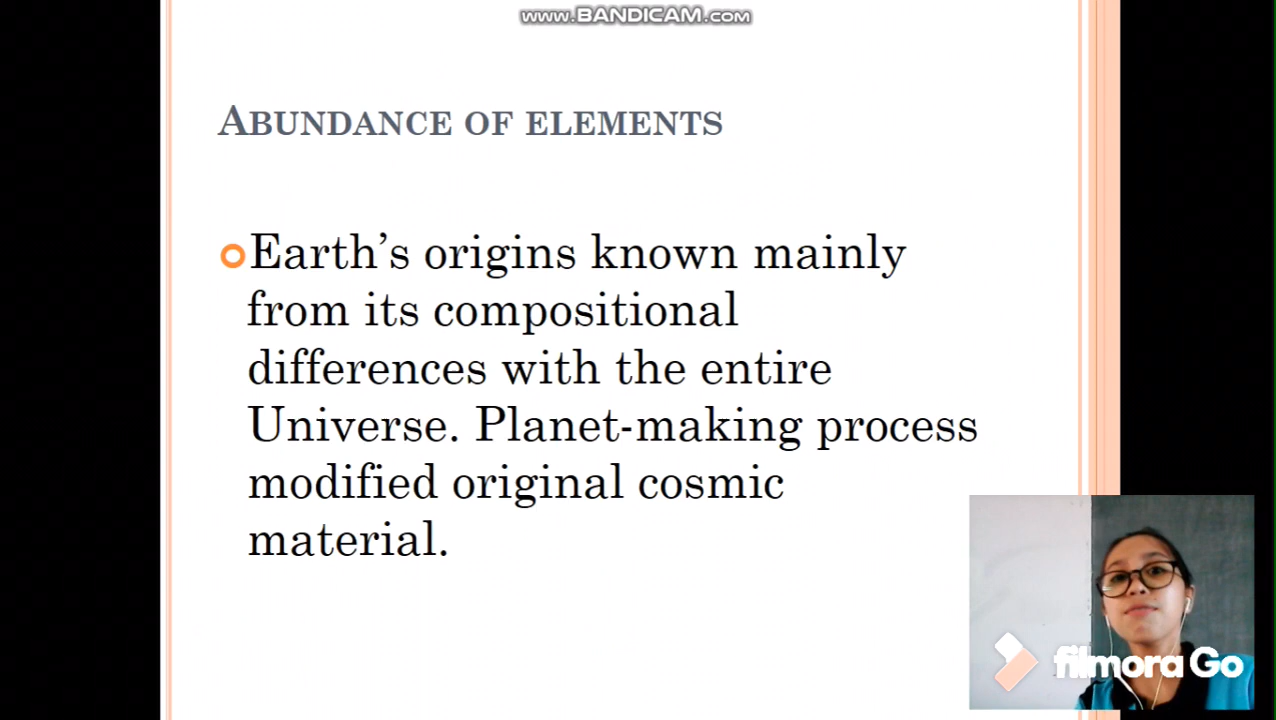 www.BANDICAM.com
ABUNDANCE OF ELEMENTS
Earth’s origins known mainly
from its compositional
differences with the entire
Universe. Planet-making process
modified original cosmic
material.
filmora Go